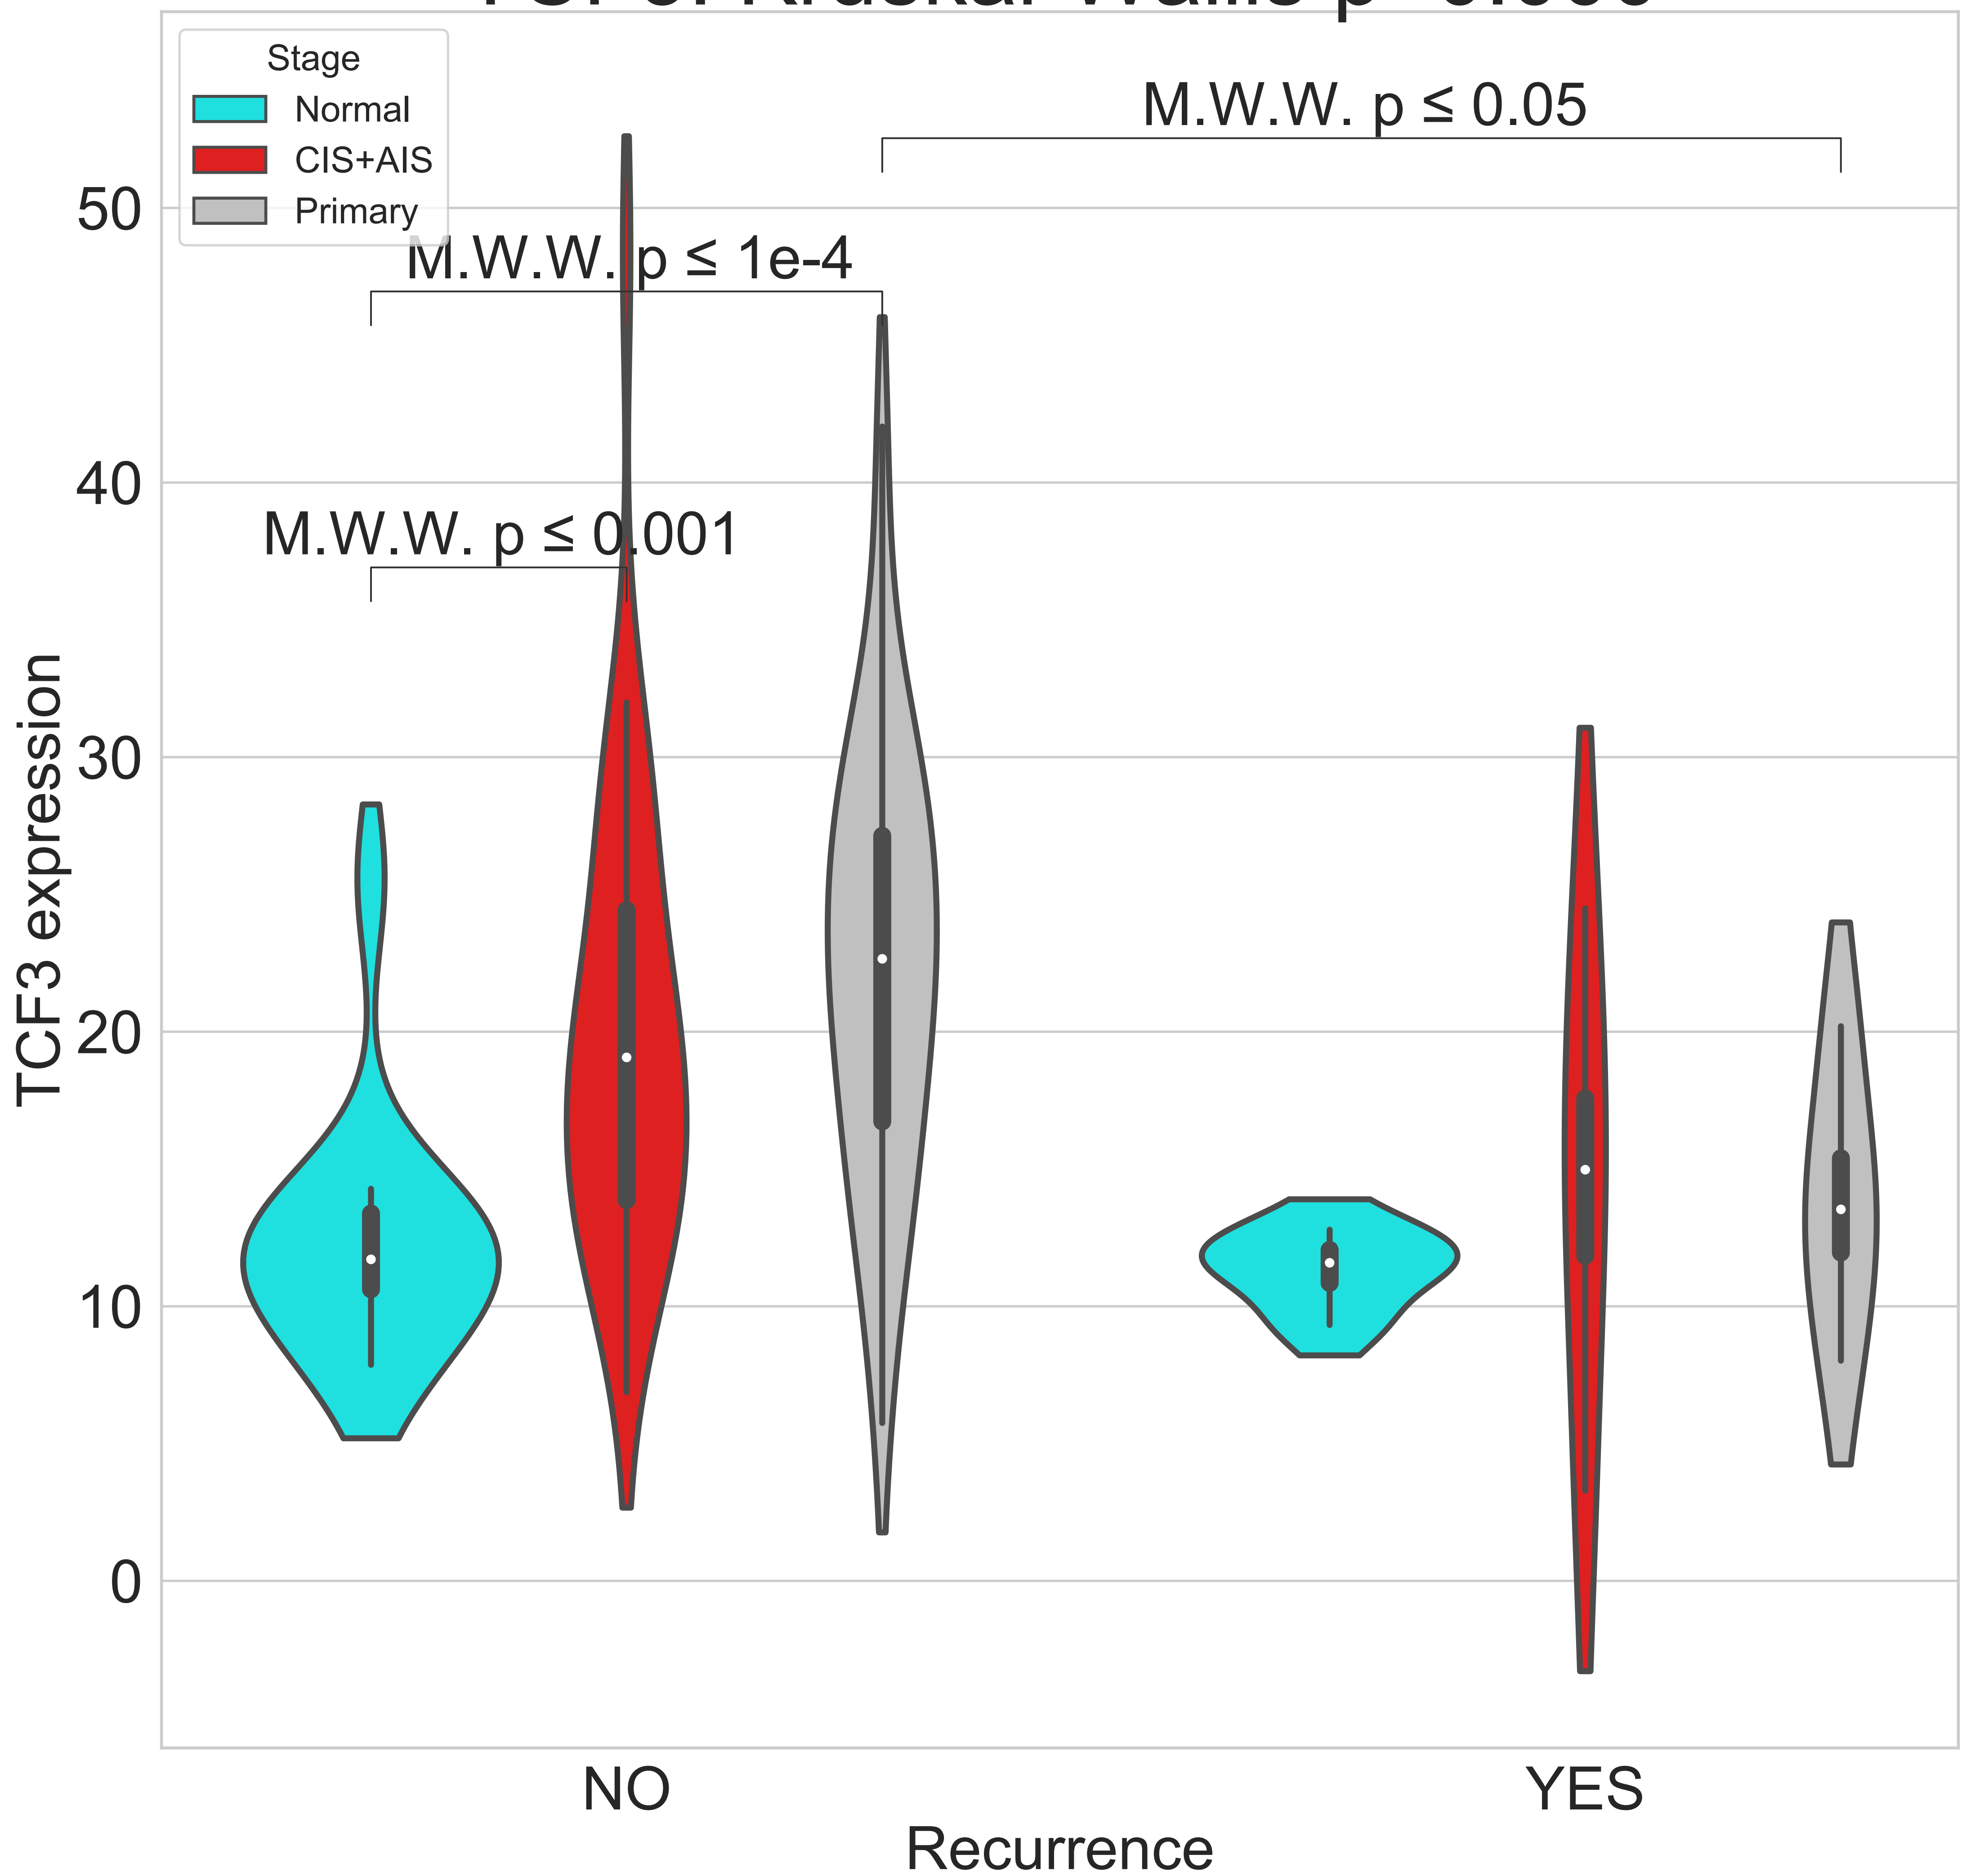 Stage
Normal
CIS+AIS
Primary
M.W.W. p ≤ 0.05
M.W.W. p ≤ 1e-4
M.W.W. p ≤ 0.001
TCF3 expression
50
40
30
20
10
0
NO
YES
Recurrence